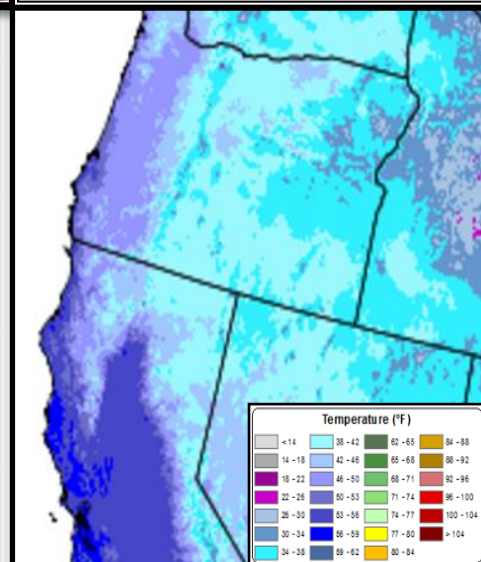 Temperature (°F)
< 14 38 - 42 62 - 65 84 - 88
14 - 18 42 - 46 65 - 68 88 - 92
18 - 22 46 - 50 68 - 71 92 - 96
22 - 26 50 - 53 71 - 74 96 - 100
26 - 30 53 - 56 74 - 77 100 - 104
30 - 34 56 - 59 77 - 80 > 104
34 - 38 59 - 62 80 - 84